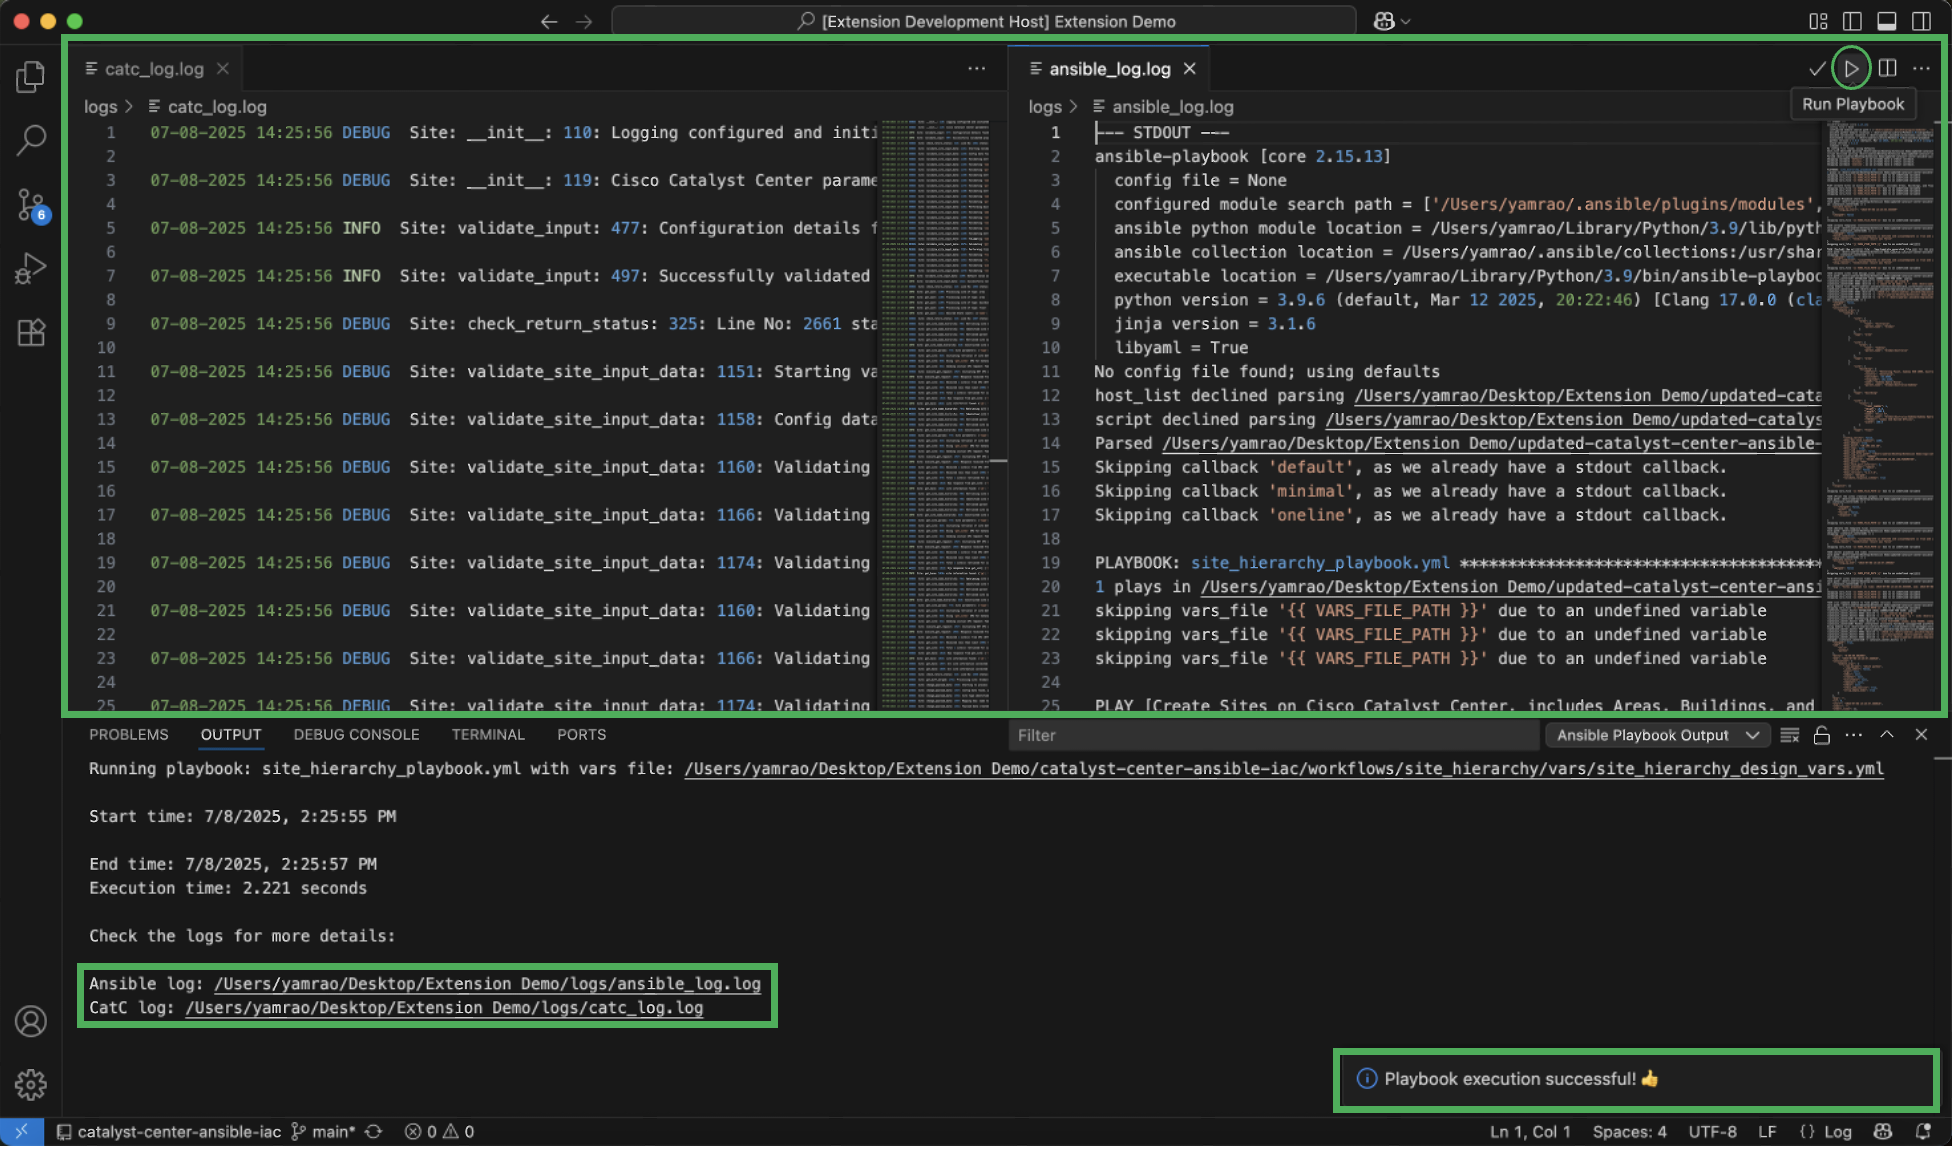 [Extension Development Host] Extension Demo
catc_log.log
logs > catc_log.log
1 07-08-2025 14:25:56 DEBUG Site: __init__: 110: Logging configured and initi
2
3 07-08-2025 14:25:56 DEBUG Site: __init__: 119: Cisco Catalyst Center parame
4
5 07-08-2025 14:25:56 INFO Site: validate_input: 477: Configuration details f
6
7 07-08-2025 14:25:56 INFO Site: validate_input: 497: Successfully validated
8
9 07-08-2025 14:25:56 DEBUG Site: check_return_status: 325: Line No: 2661 sta
10
11 07-08-2025 14:25:56 DEBUG Site: validate_site_input_data: 1151: Starting va
12
13 07-08-2025 14:25:56 DEBUG Site: validate_site_input_data: 1158: Config data
14
15 07-08-2025 14:25:56 DEBUG Site: validate_site_input_data: 1160: Validating
16
17 07-08-2025 14:25:56 DEBUG Site: validate_site_input_data: 1166: Validating
18
19 07-08-2025 14:25:56 DEBUG Site: validate_site_input_data: 1174: Validating
20
21 07-08-2025 14:25:56 DEBUG Site: validate_site_input_data: 1160: Validating
22
23 07-08-2025 14:25:56 DEBUG Site: validate_site_input_data: 1166: Validating
24
25 07-08-2025 14:25:56 DEBUG Site: validate_site_input_data: 1174: Validating
ansible_log.log
Run Playbook
logs > ansible_log.log
1 --- STDOUT ---
2 ansible-playbook [core 2.15.13]
3 config file = None
4 configured module search path = ['/Users/yamrao/.ansible/plugins/modules',
5 ansible python module location = /Users/yamrao/Library/Python/3.9/lib/pyth
6 ansible collection location = /Users/yamrao/.ansible/collections:/usr/shar
7 executable location = /Users/yamrao/Library/Python/3.9/bin/ansible-playboo
8 python version = 3.9.6 (default, Mar 12 2025, 20:22:46) [Clang 17.0.0 (cla
9 jinja version = 3.1.6
10 libyaml = True
11 No config file found; using defaults
12 host_list declined parsing /Users/yamrao/Desktop/Extension Demo/updated-cata
13 script declined parsing /Users/yamrao/Desktop/Extension Demo/updated-catalys
14 Parsed /Users/yamrao/Desktop/Extension Demo/updated-catalyst-center-ansible-
15 Skipping callback 'default', as we already have a stdout callback.
16 Skipping callback 'minimal', as we already have a stdout callback.
17 Skipping callback 'oneline', as we already have a stdout callback.
18
19 PLAYBOOK: site_hierarchy_playbook.yml **************************************
20 1 plays in /Users/yamrao/Desktop/Extension Demo/updated-catalyst-center-ansi
21 skipping vars_file '{{ VARS_FILE_PATH }}' due to an undefined variable
22 skipping vars_file '{{ VARS_FILE_PATH }}' due to an undefined variable
23 skipping vars_file '{{ VARS_FILE_PATH }}' due to an undefined variable
24
25 PLAY [Create Sites on Cisco Catalyst Center, includes Areas, Buildings, and
6
PROBLEMS OUTPUT DEBUG CONSOLE TERMINAL PORTS Filter Ansible Playbook Output
Running playbook: site_hierarchy_playbook.yml with vars file: /Users/yamrao/Desktop/Extension Demo/catalyst-center-ansible-iac/workflows/site_hierarchy/vars/site_hierarchy_design_vars.yml
Start time: 7/8/2025, 2:25:55 PM
End time: 7/8/2025, 2:25:57 PM
Execution time: 2.221 seconds
Check the logs for more details:
Ansible log: /Users/yamrao/Desktop/Extension Demo/logs/ansible_log.log
CatC log: /Users/yamrao/Desktop/Extension Demo/logs/catc_log.log
Playbook execution successful! 👍
catalyst-center-ansible-iac main* 0 0 Ln 1, Col 1 Spaces: 4 UTF-8 LF {} Log